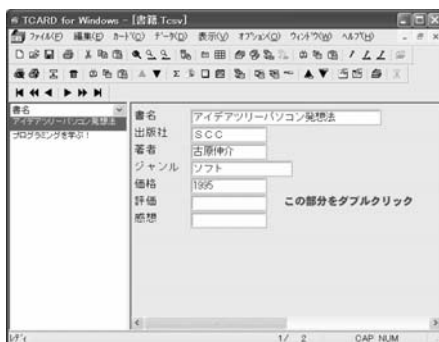 TCARD for Windows - [書籍.Tcsv]
ファイル(F) 編集(E) カード(C) データ(D) 表示(V) オプション(O) ウィンドウ(W) ヘルプ(H)
書名
アイデアツリーパソコン発想法
プログラミングを学ぶ！
書名 アイデアツリーパソコン発想法
出版社 SCC
著者 古原伸介
ジャンル ソフト
価格 1995
評価 この部分をダブルクリック
感想
ﾚﾃﾞｨ 1/ 2 CAP NUM